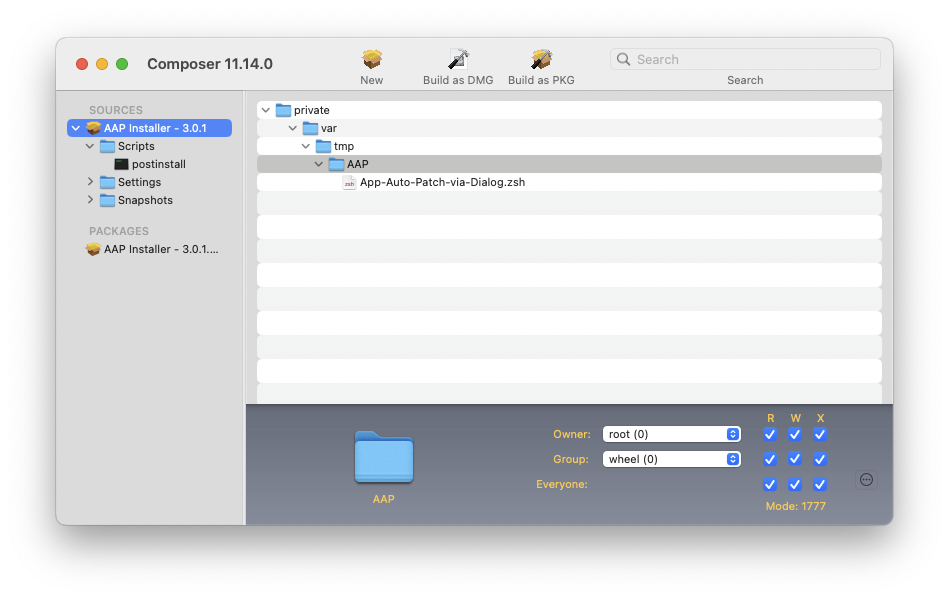 Composer 11.14.0
New
Build as DMG
Build as PKG
Search
Search
SOURCES
AAP Installer - 3.0.1
Scripts
postinstall
Settings
Snapshots
PACKAGES
AAP Installer - 3.0.1....
private
var
tmp
AAP
zsh App-Auto-Patch-via-Dialog.zsh
AAP
R W X
Owner: root (0)
Group: wheel (0)
Everyone:
Mode: 1777